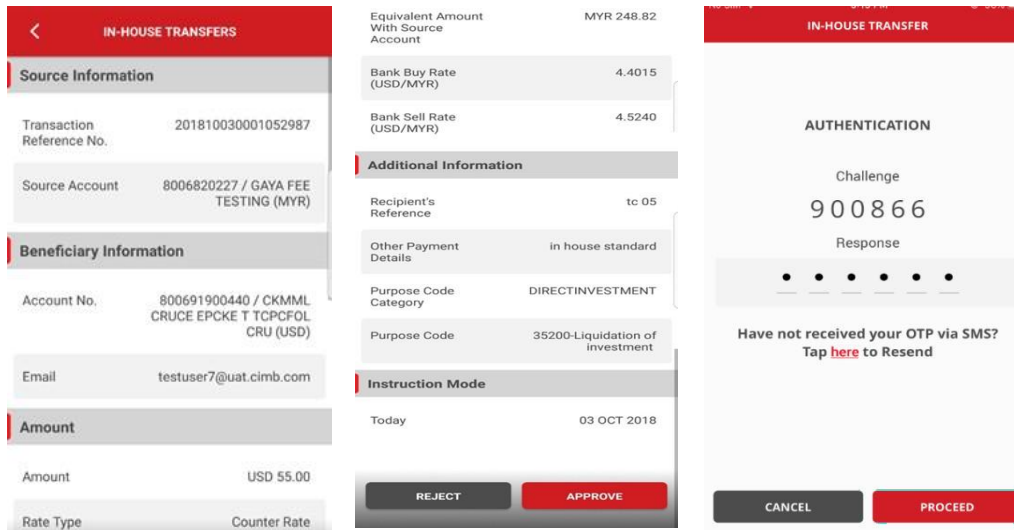 IN-HOUSE TRANSFERS
Source Information
Transaction
Reference No.
201810030001052987
Source Account
8006820227 / GAYA FEE
TESTING (MYR)
Beneficiary Information
Account No.
800691900440 / CKMML
CRUCE EPCKE T TCPCFOL
CRU (USD)
Email
testuser7@uat.cimb.com
Amount
Amount
USD 55.00
Rate Type
Counter Rate
Equivalent Amount
With Source
Account
MYR 248.82
Bank Buy Rate
(USD/MYR)
4.4015
Bank Sell Rate
(USD/MYR)
4.5240
Additional Information
Recipient's
Reference
tc 05
Other Payment
Details
in house standard
Purpose Code
Category
DIRECTINVESTMENT
Purpose Code
35200-Liquidation of
investment
Instruction Mode
Today
03 OCT 2018
REJECT
APPROVE
IN-HOUSE TRANSFER
AUTHENTICATION
Challenge
900866
Response
Have not received your OTP via SMS?
Tap here to Resend
CANCEL
PROCEED